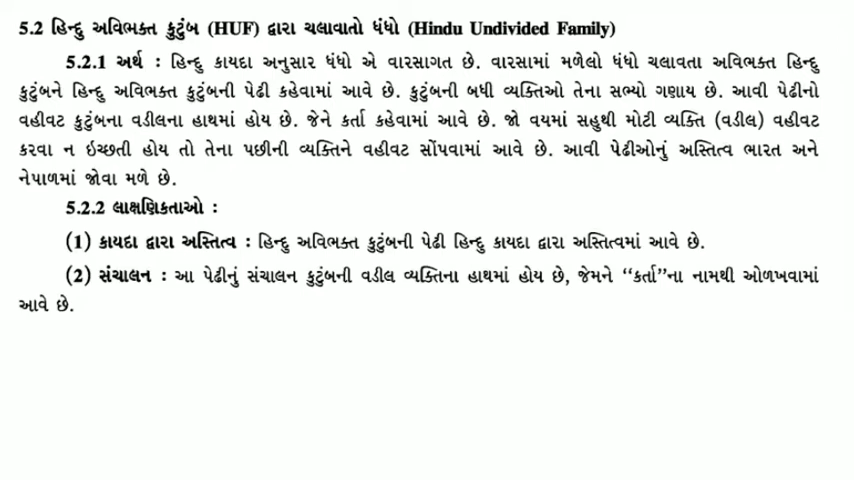 5.2 હિન્દુ અવિભક્ત કુટુંબ (HUF) દ્વારા ચલાવાતો ધંધો (Hindu Undivided Family)
5.2.1 અર્થ : હિન્દુ કાયદા અનુસાર ધંધો એ વારસાગત છે. વારસામાં મળેલો ધંધો ચલાવતા અવિભક્ત હિન્દુ
કુટુંબને હિન્દુ અવિભક્ત કુટુંબની પેઢી કહેવામાં આવે છે. કુટુંબની બધી વ્યક્તિઓ તેના સભ્યો ગણાય છે. આવી પેઢીનો
વહીવટ કુટુંબના વડીલના હાથમાં હોય છે. જેને કર્તા કહેવામાં આવે છે. જો વયમાં સહુથી મોટી વ્યક્તિ (વડીલ) વહીવટ
કરવા ન ઇચ્છતી હોય તો તેના પછીની વ્યક્તિને વહીવટ સોંપવામાં આવે છે. આવી પેઢીઓનું અસ્તિત્વ ભારત અને
નેપાળમાં જોવા મળે છે.
5.2.2 લાક્ષણિકતાઓ :
(1) કાયદા દ્વારા અસ્તિત્વ : હિન્દુ અવિભક્ત કુટુંબની પેઢી હિન્દુ કાયદા દ્વારા અસ્તિત્વમાં આવે છે.
(2) સંચાલન : આ પેઢીનું સંચાલન કુટુંબની વડીલ વ્યક્તિના હાથમાં હોય છે, જેમને “કર્તા”ના નામથી ઓળખવામાં
આવે છે.